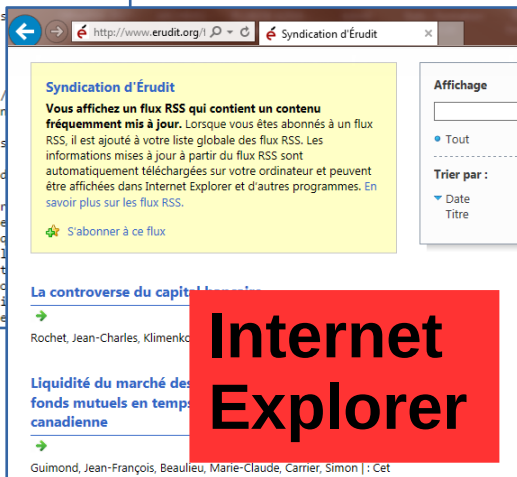 http://www.erudit.org/
Syndication d'Érudit
Syndication d'Érudit
Vous affichez un flux RSS qui contient un contenu
fréquemment mis à jour. Lorsque vous êtes abonnés à un flux
RSS, il est ajouté à votre liste globale des flux RSS. Les
informations mises à jour à partir du flux RSS sont
automatiquement téléchargées sur votre ordinateur et peuvent
être affichées dans Internet Explorer et d'autres programmes. En
savoir plus sur les flux RSS.
S'abonner à ce flux
Affichage
Tout
Trier par :
Date
Titre
La controverse du capital bancaire
Rochet, Jean-Charles, Klimenko
Liquidité du marché des
fonds mutuels en temps
canadienne
Guimond, Jean-François, Beaulieu, Marie-Claude, Carrier, Simon | : Cet
Internet
Explorer